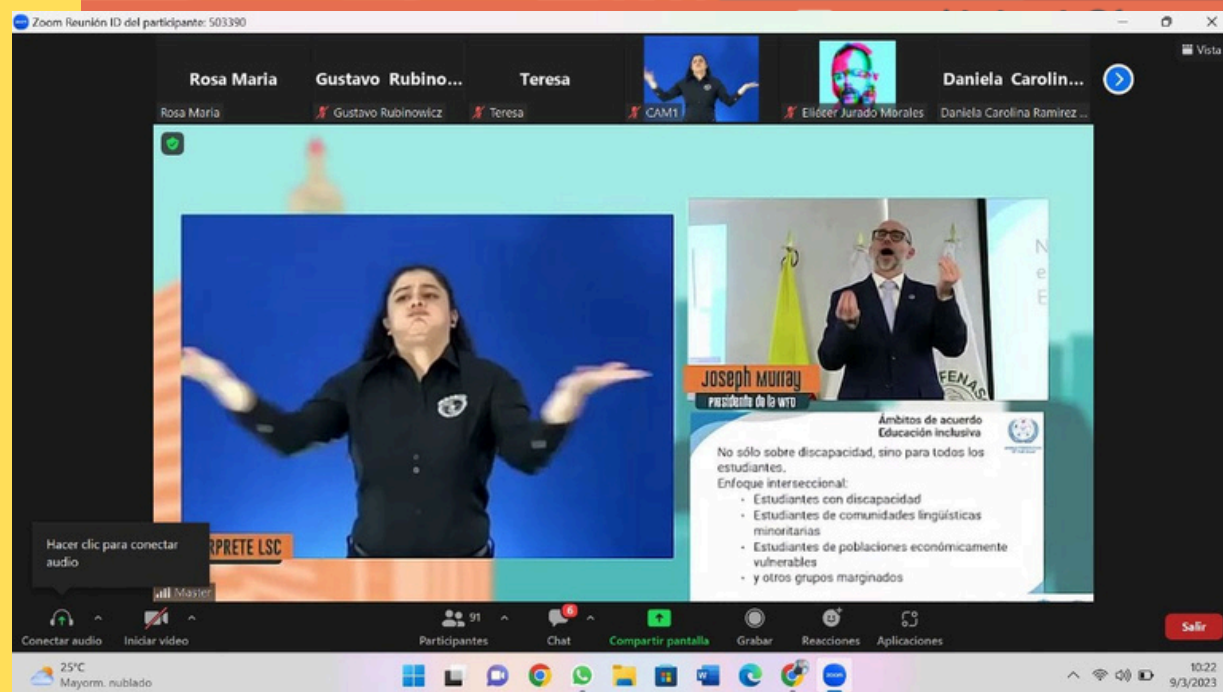 Zoom Reunión ID del participante: 503390
Vista
Rosa Maria
Gustavo Rubino...
Teresa
Daniela Carolin...
Rosa Maria
Gustavo Rubinowicz
Teresa
CAM1
Eliécer Jurado Morales
Daniela Carolina Ramirez ..
N
e
E
FENAS
Joseph Murray
Presidente de la WFD
Ámbitos de acuerdo
Educación inclusiva
No sólo sobre discapacidad, sino para todos los
estudiantes.
Enfoque interseccional:
• Estudiantes con discapacidad
• Estudiantes de comunidades lingüísticas
minoritarias
• Estudiantes de poblaciones económicamente
vulnerables
• y otros grupos marginados
RPRETE LSC
Hacer clic para conectar
audio
Master
Conectar audio
Iniciar video
91
Participantes
6
Chat
Compartir pantalla
Grabar
Reacciones
Aplicaciones
Salir
25°C
Mayorm. nublado
zoom
10:22
9/3/2023